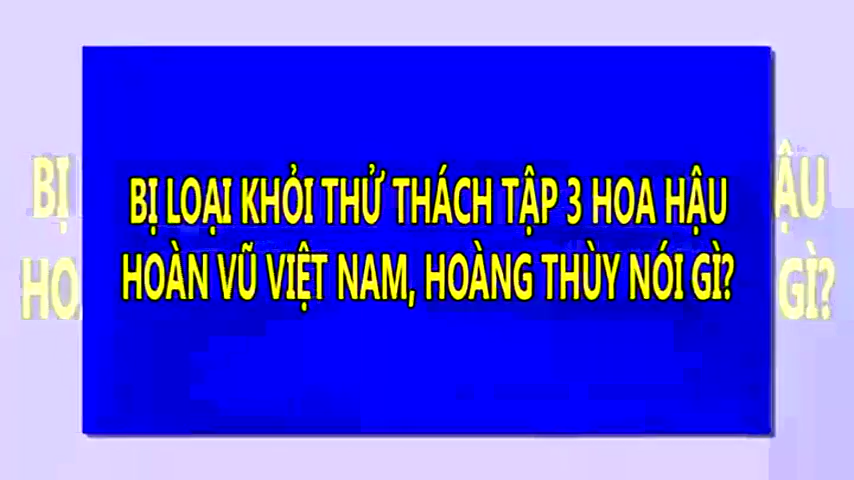 BỊ LOẠI KHỎI THỬ THÁCH TẬP 3 HOA HẬU
HOÀN VŨ VIỆT NAM, HOÀNG THÙY NÓI GÌ?